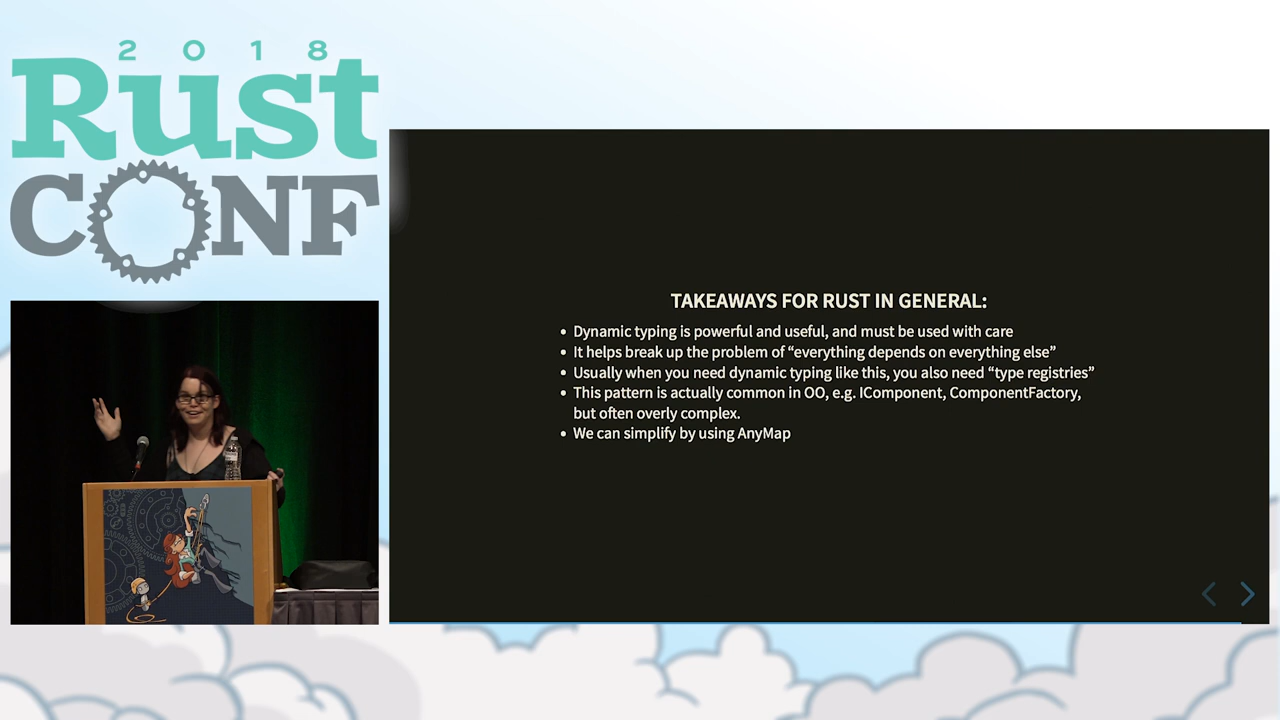 2018
Rust
CONF
TAKEAWAYS FOR RUST IN GENERAL:
• Dynamic typing is powerful and useful, and must be used with care
• It helps break up the problem of “everything depends on everything else”
• Usually when you need dynamic typing like this, you also need “type registries”
• This pattern is actually common in OO, e.g. IComponent, ComponentFactory,
but often overly complex.
• We can simplify by using AnyMap